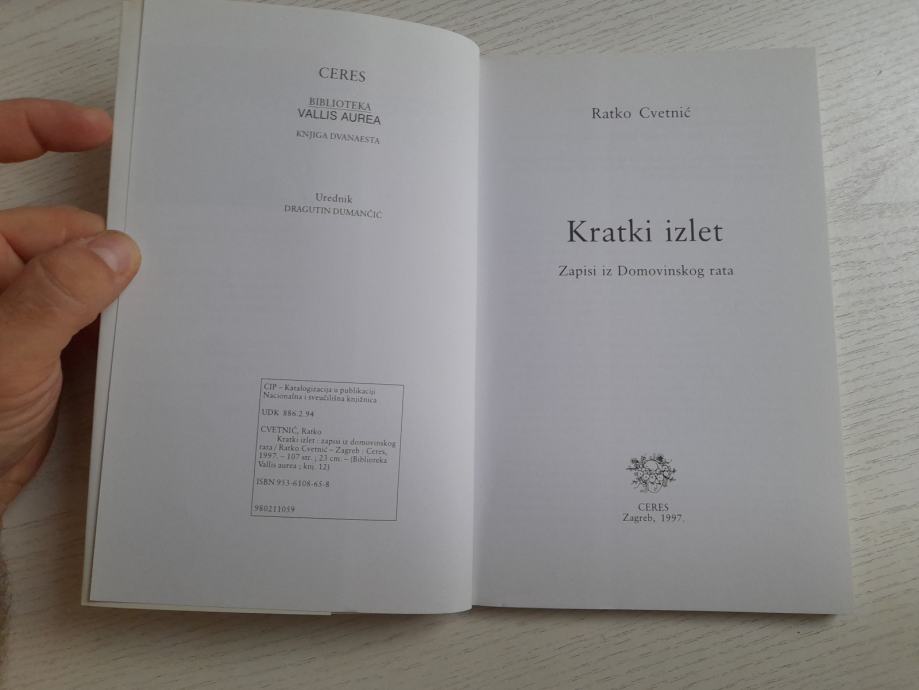 CERES
BIBLIOTEKA
VALLIS AUREA
KNJIGA DVANAESTA
Urednik
DRAGUTIN DUMANČIĆ
CIP – Katalogizacija u publikaciji
Nacionalna i sveučilišna knjižnica
UDK 886.2.94
CVETNIĆ, Ratko
Kratki izlet : zapisi iz domovinskog
rata / Ratko Cvetnić – Zagreb : Ceres,
1997. – 107 str. ; 23 cm. – (Biblioteka
Vallis aurea ; knj. 12)
ISBN 953-6108-65-8
980211059
Ratko Cvetnić
Kratki izlet
Zapisi iz Domovinskog rata
CERES
Zagreb, 1997.